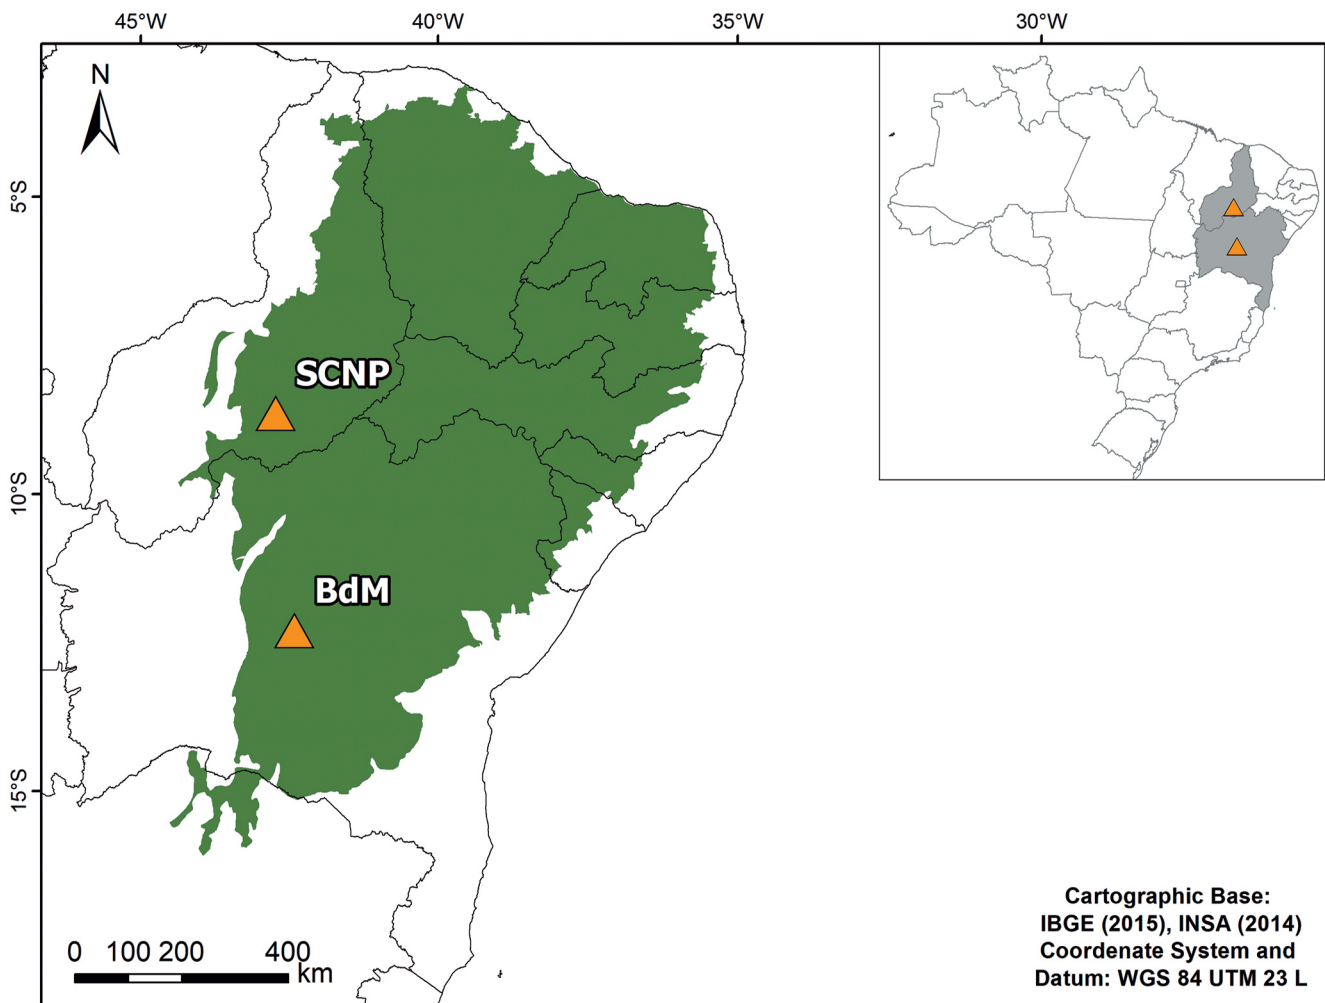 45°W 40°W 35°W 30°W
N
5°S
SCNP
10°S
BdM
15°S
0 100 200 400
km
Cartographic Base:
IBGE (2015), INSA (2014)
Coordenate System and
Datum: WGS 84 UTM 23 L